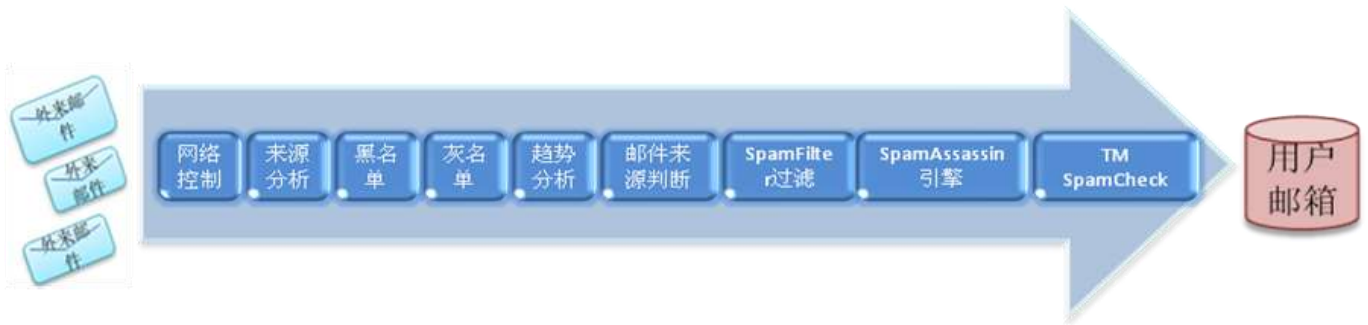 外来邮
件
外来
邮件
外来邮
件
网络
控制
来源
分析
黑名
单
灰名
单
趋势
分析
邮件来
源判断
SpamFilte
r过滤
SpamAssassin
引擎
TM
SpamCheck
用户
邮箱